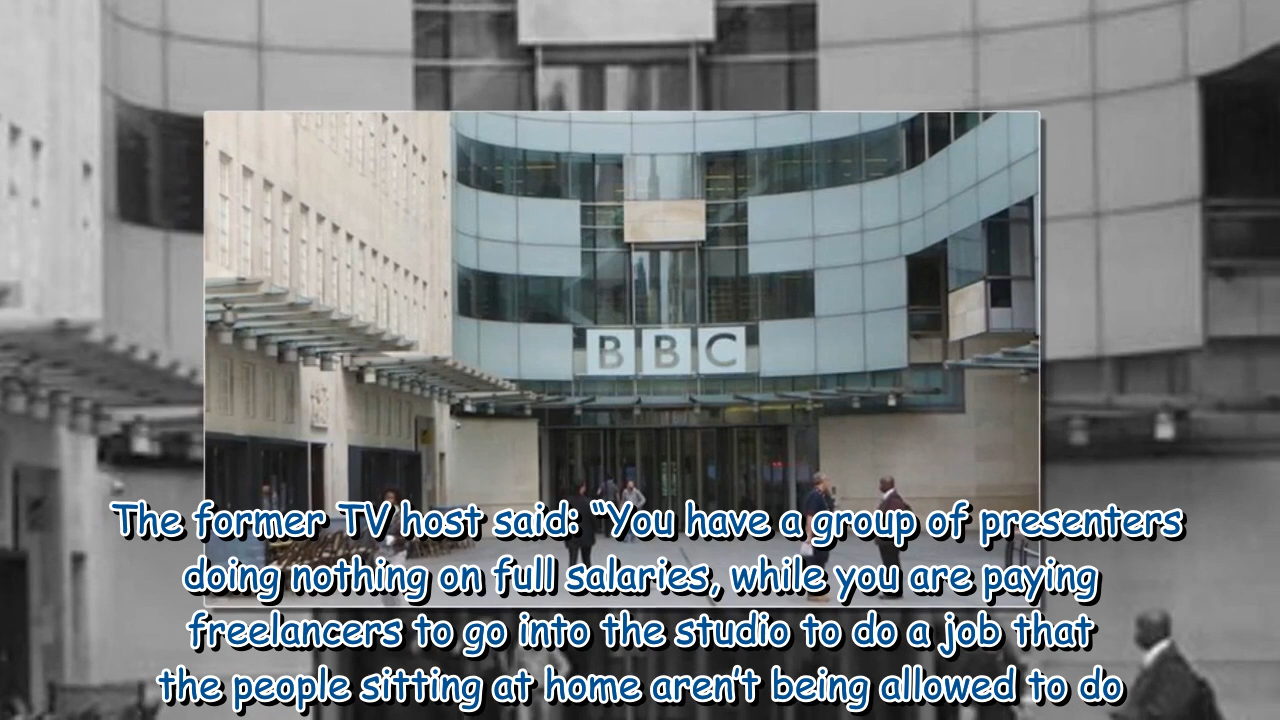 BBC
The former TV host said: “You have a group of presenters
doing nothing on full salaries, while you are paying
freelancers to go into the studio to do a job that
the people sitting at home aren’t being allowed to do